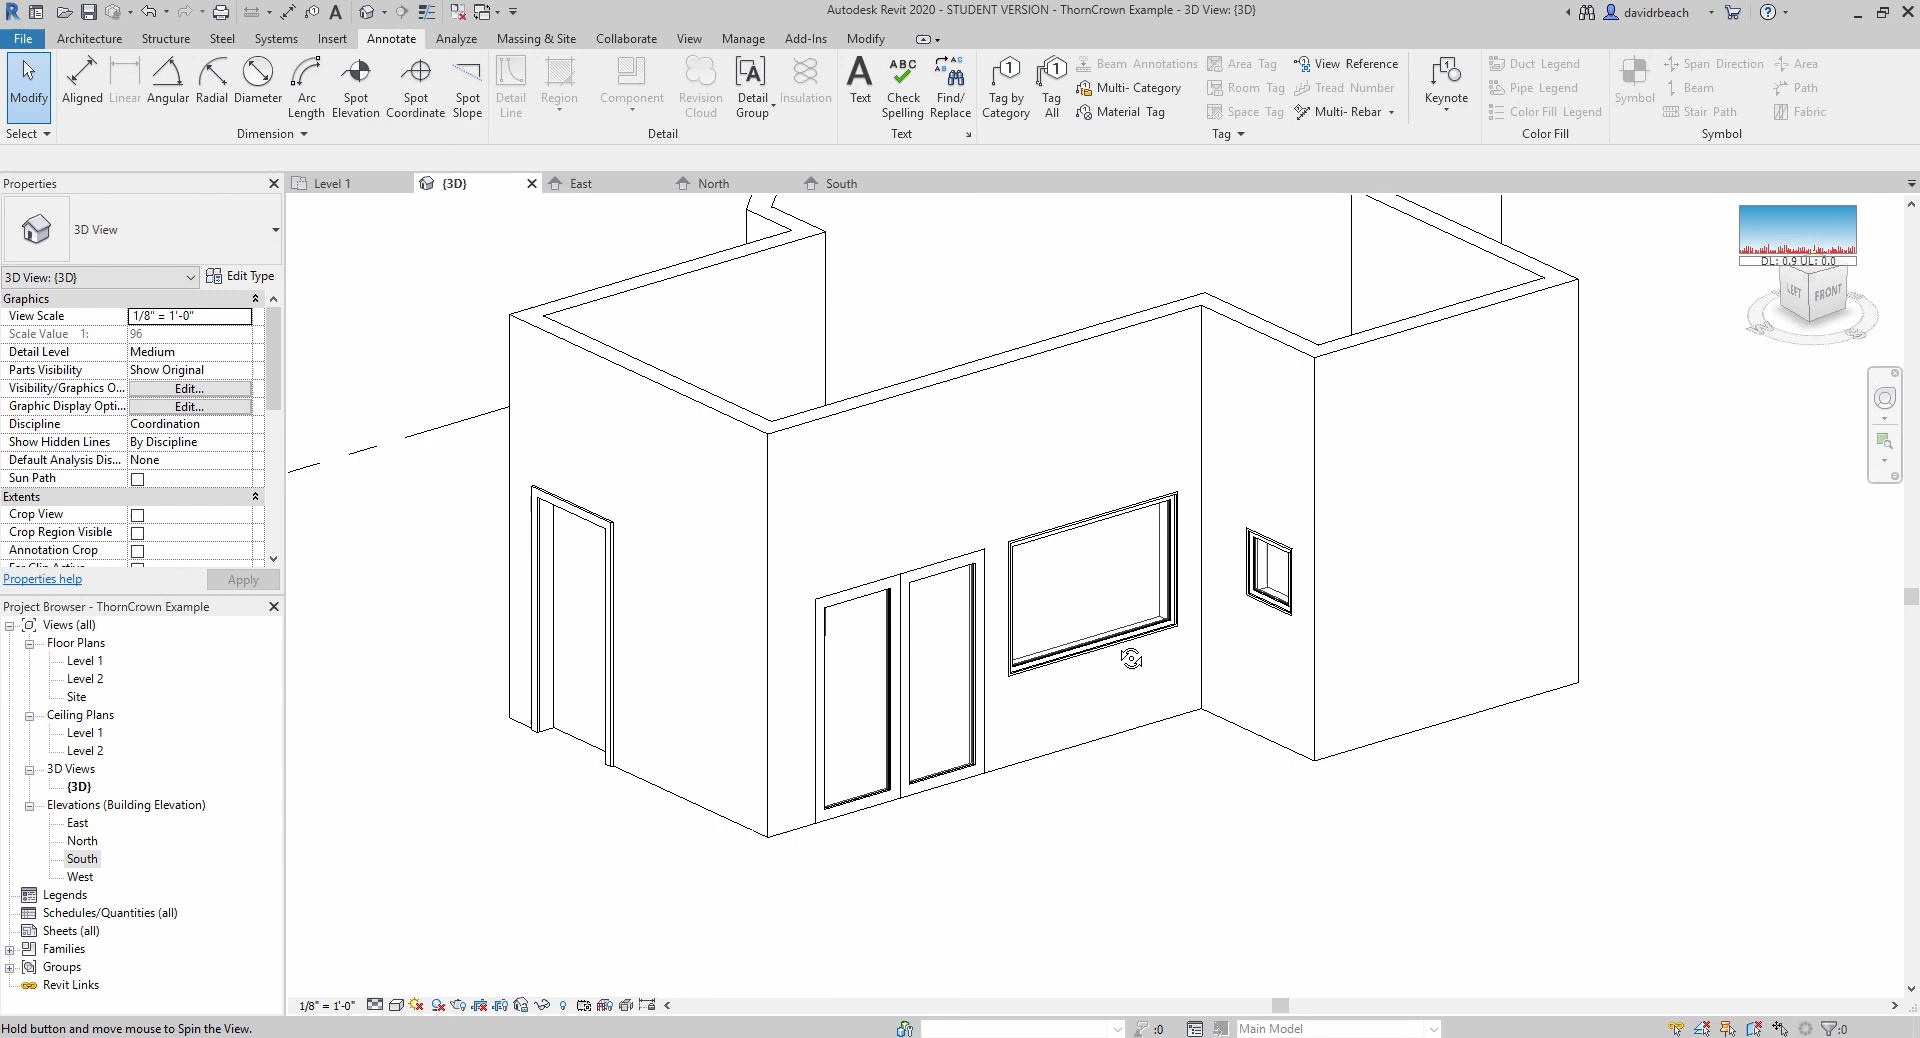 Autodesk Revit 2020 - STUDENT VERSION - ThornCrown Example - 3D View: {3D}
davidrbeach
File Architecture Structure Steel Systems Insert Annotate Analyze Massing & Site Collaborate View Manage Add-Ins Modify
Modify
Aligned Linear Angular Radial Diameter Arc Length Spot Elevation Spot Coordinate Spot Slope
Detail Line Region Component Revision Cloud Detail Group Insulation
Text Check Spelling Find/ Replace
Tag by Category Tag All
Beam Annotations Area Tag View Reference
Multi- Category Room Tag Tread Number
Material Tag Space Tag Multi- Rebar
Keynote
Duct Legend
Pipe Legend
Color Fill Legend
Symbol
Span Direction Area
Beam Path
Stair Path Fabric
Select Dimension Detail Text Tag Color Fill Symbol
Properties
Level 1 {3D} East North South
3D View
3D View: {3D} Edit Type
Graphics
View Scale 1/8" = 1'-0"
Scale Value 1: 96
Detail Level Medium
Parts Visibility Show Original
Visibility/Graphics O... Edit...
Graphic Display Opti... Edit...
Discipline Coordination
Show Hidden Lines By Discipline
Default Analysis Dis... None
Sun Path
Extents
Crop View
Crop Region Visible
Annotation Crop
Properties help Apply
Project Browser - ThornCrown Example
Views (all)
Floor Plans
Level 1
Level 2
Site
Ceiling Plans
Level 1
Level 2
3D Views
{3D}
Elevations (Building Elevation)
East
North
South
West
Legends
Schedules/Quantities (all)
Sheets (all)
Families
Groups
Revit Links
DL: 0.9 UL: 0.0
LEFT FRONT
1/8" = 1'-0"
Hold button and move mouse to Spin the View.
:0
Main Model
:0